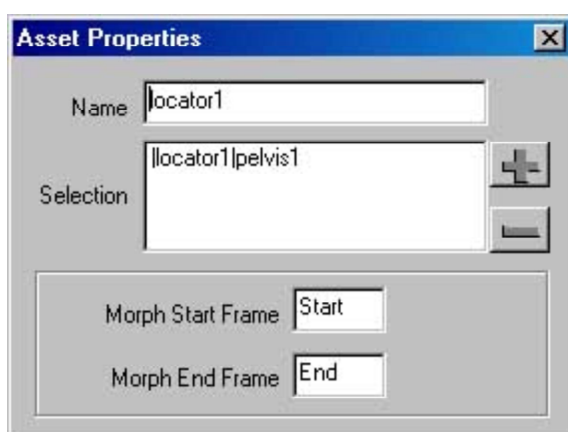 Asset Properties
Name locator1
|locator1|pelvis1
Selection
Morph Start Frame Start
Morph End Frame End